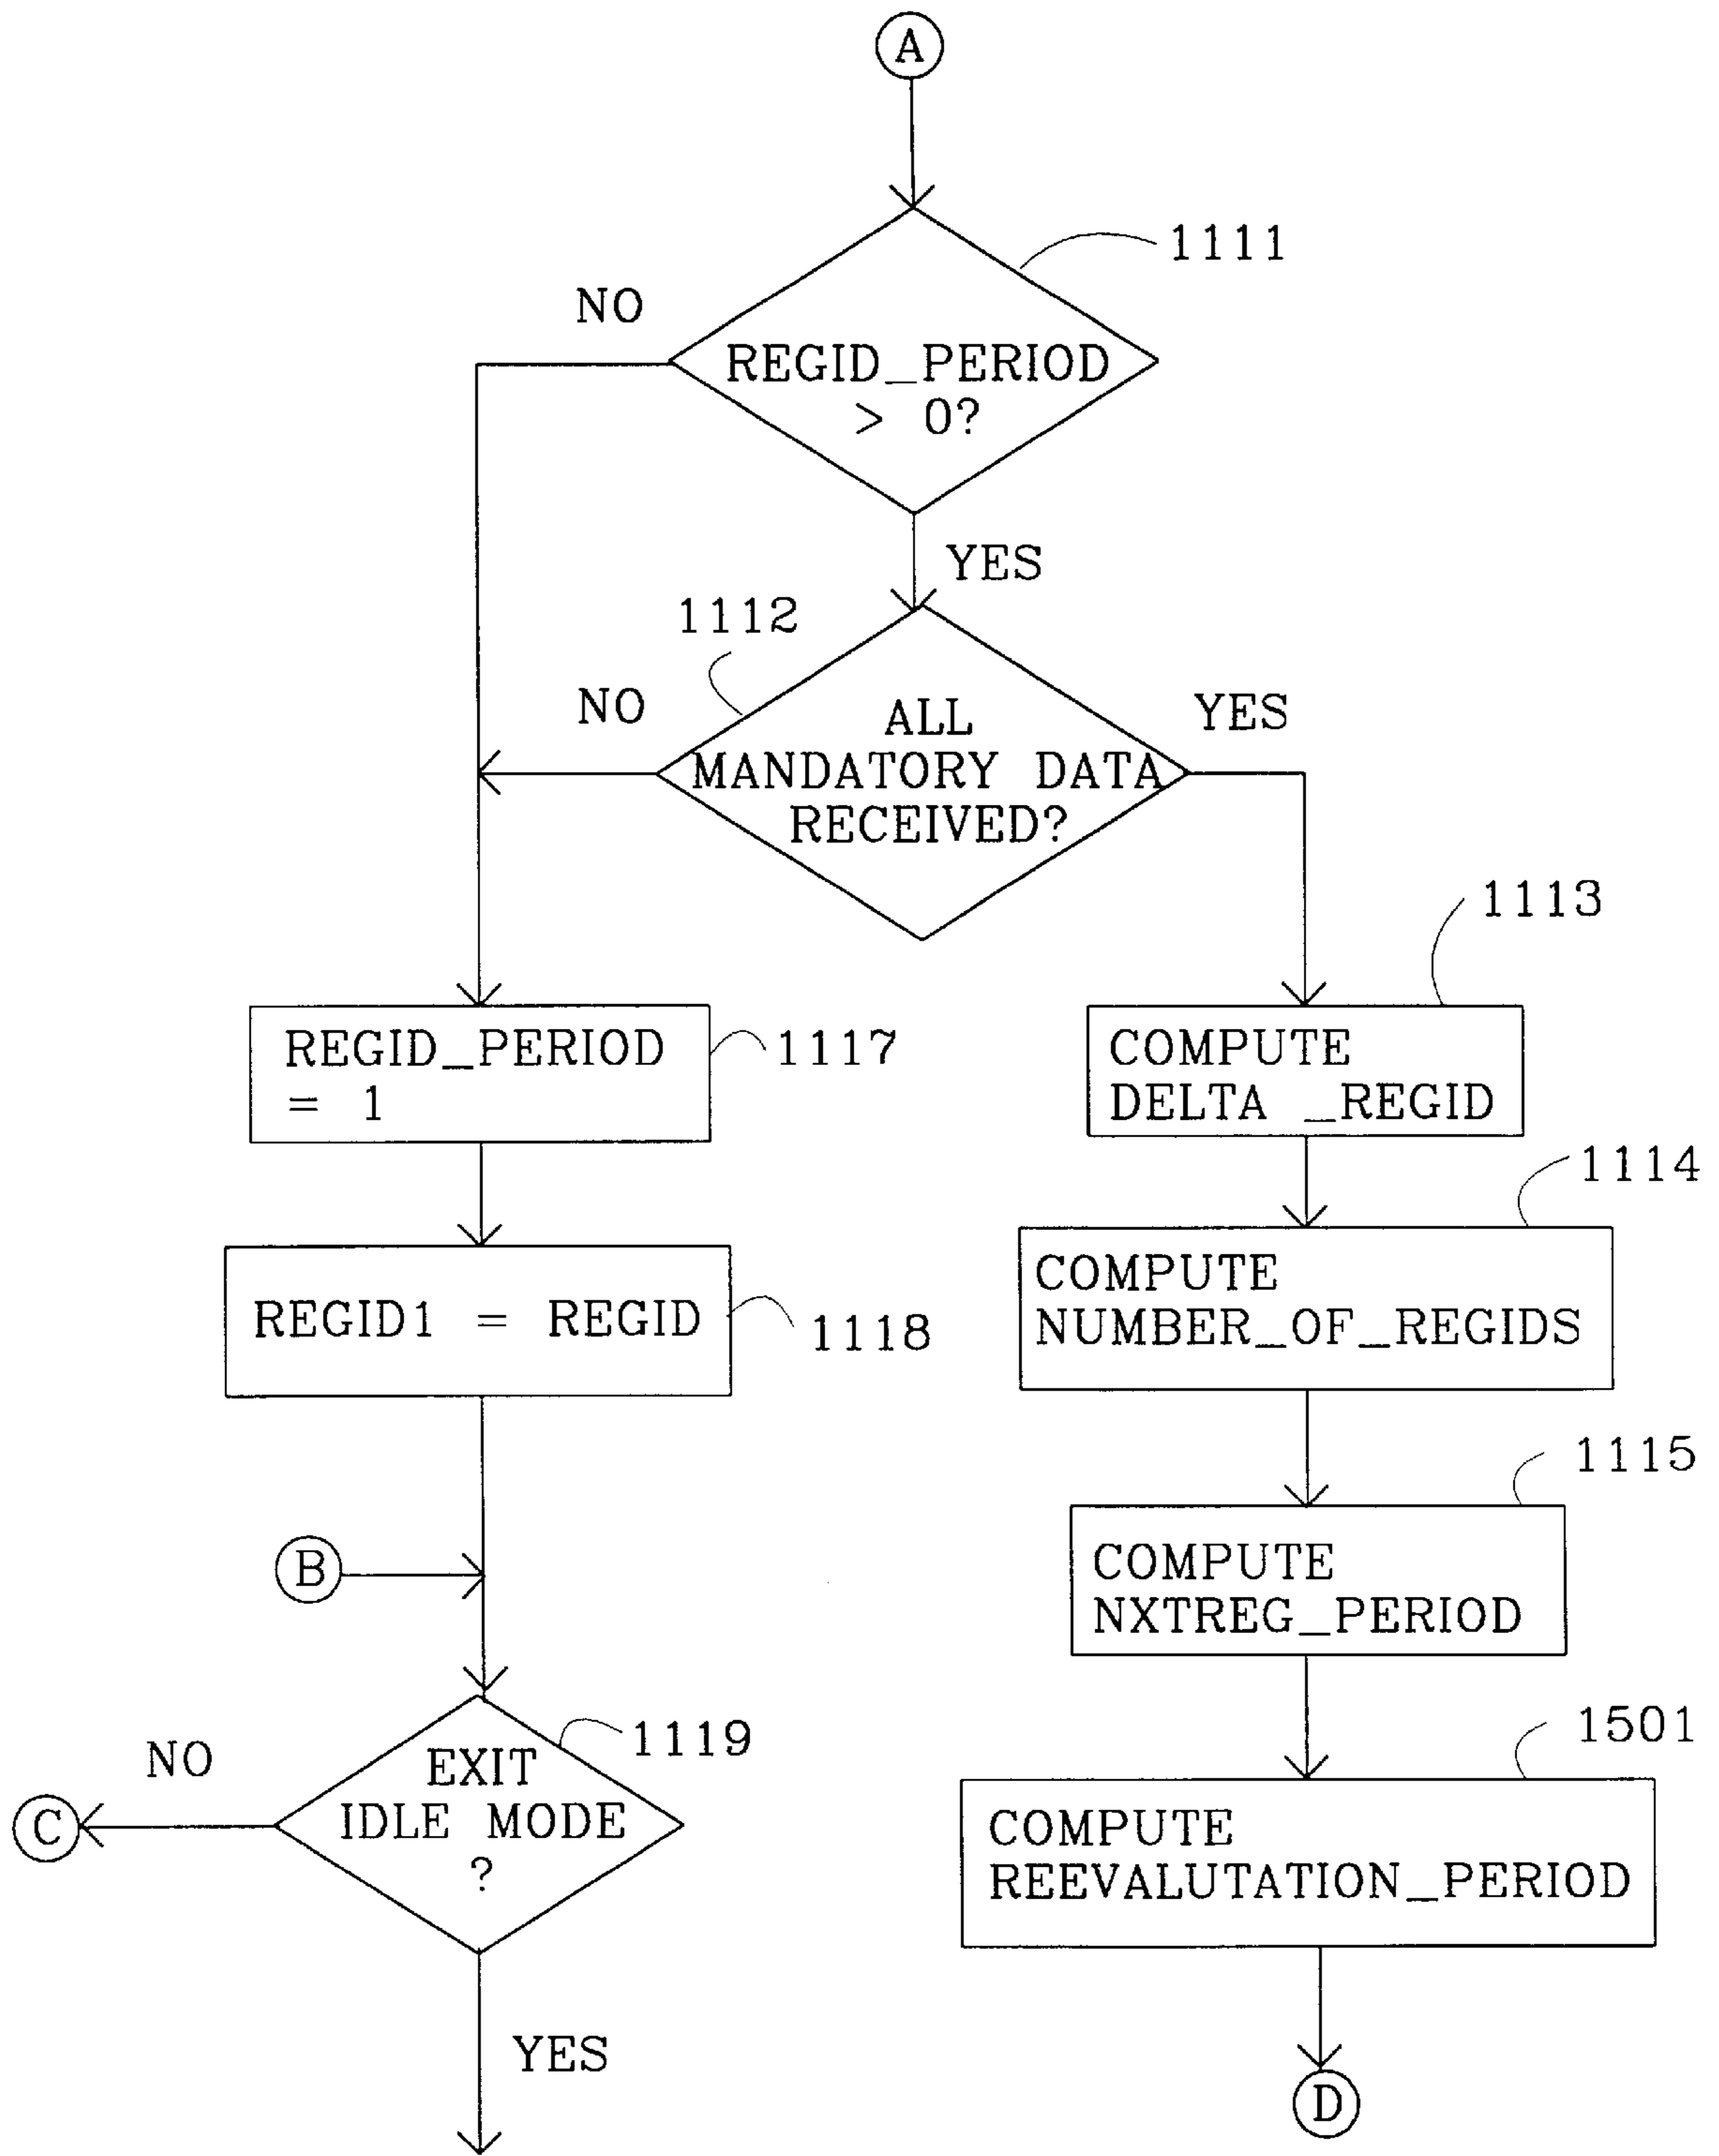 A
1111
NO
REGID_PERIOD
> 0?
YES
1112
NO
YES
ALL
MANDATORY DATA
RECEIVED?
1113
REGID_PERIOD
= 1
1117
COMPUTE
DELTA _REGID
1114
REGID1 = REGID
1118
COMPUTE
NUMBER_OF_REGIDS
1115
B
COMPUTE
NXTREG_PERIOD
1501
1119
NO
EXIT
IDLE MODE
?
C
COMPUTE
REEVALUTATION_PERIOD
YES
D